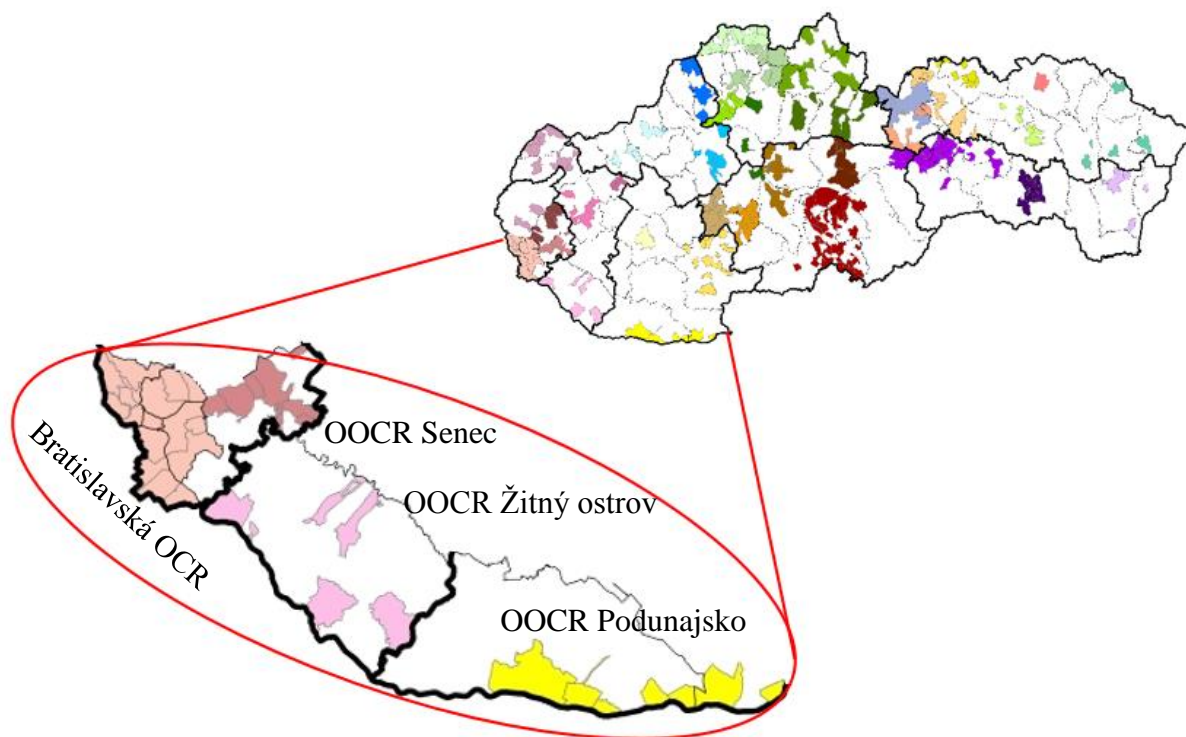 OOCR Senec
OOCR Žitný ostrov
Bratislavská OCR
OOCR Podunajsko